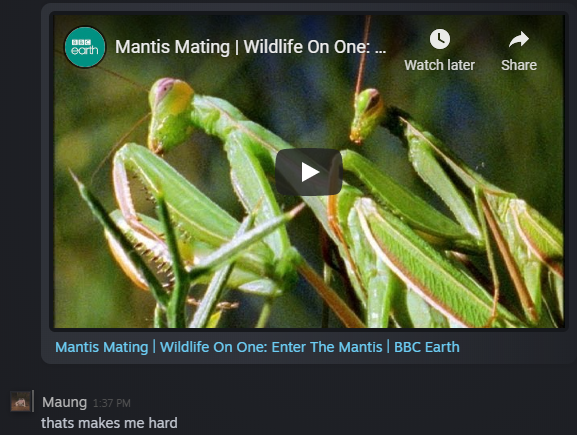 BBC
earth
Mantis Mating | Wildlife On One: ...
Watch later
Share
Mantis Mating | Wildlife On One: Enter The Mantis | BBC Earth
Maung 1:37 PM
thats makes me hard